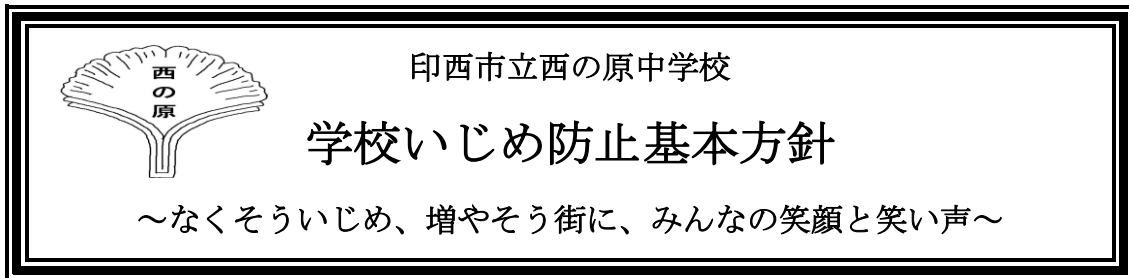 西の原
印西市立西の原中学校
学校いじめ防止基本方針
～なくそういじめ、増やそう街に、みんなの笑顔と笑い声～